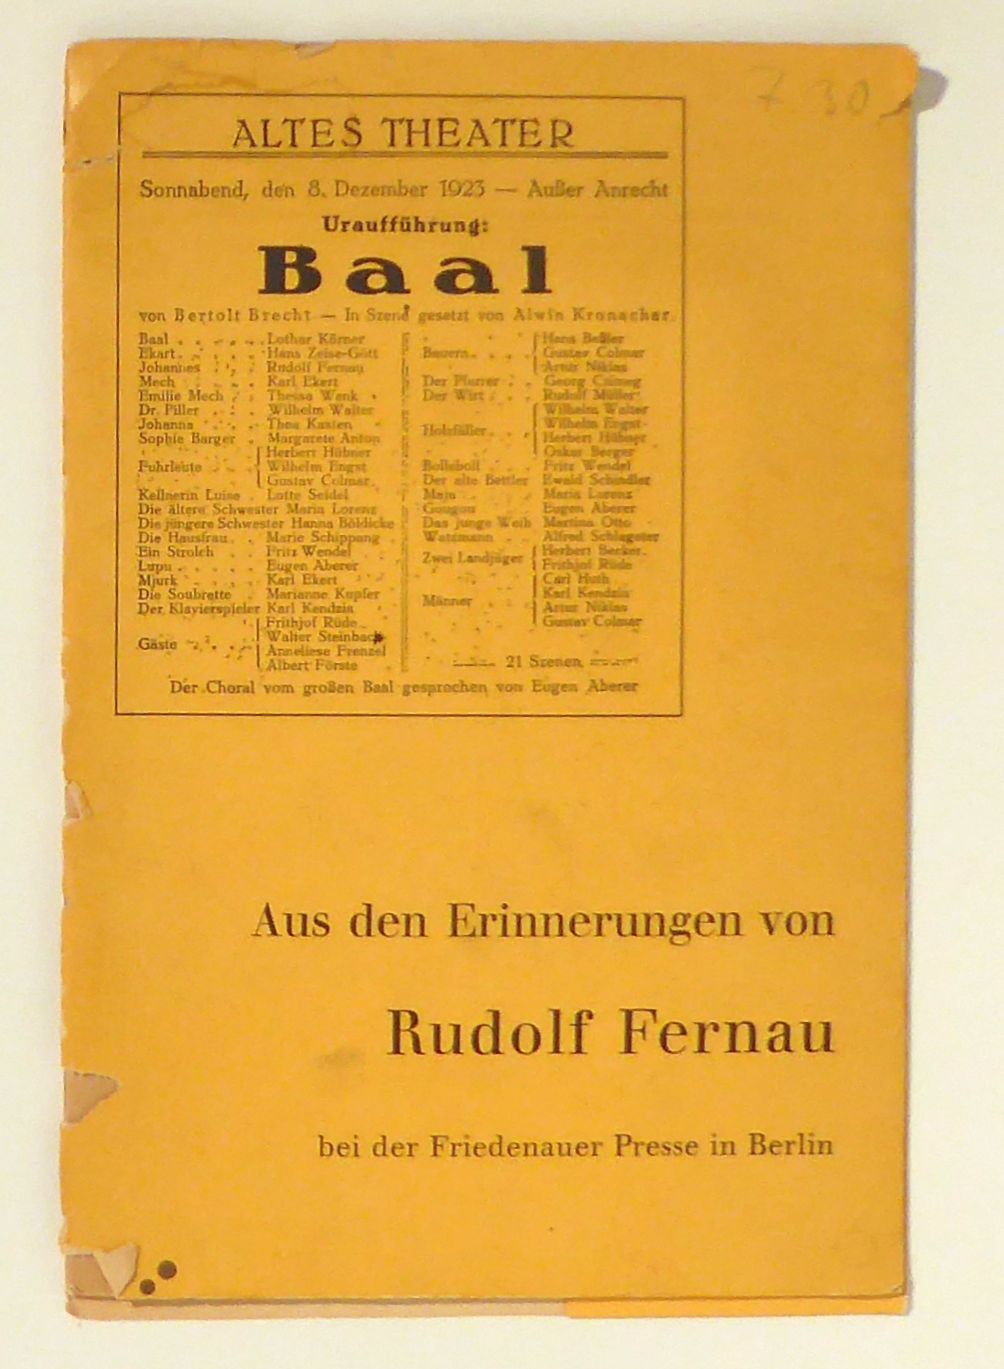 7 30
ALTES THEATER
Sonnabend, den 8. Dezember 1923 — Außer Anrecht
Uraufführung:
Baal
von Bertolt Brecht — In Szene gesetzt von Alwin Kronacher
Baal . . . . . Lothar Körner
Ekart . . . . . Hans Zeise-Gött
Johannes . . . Rudolf Fernau
Mech . . . . Karl Ekert
Emilie Mech . . Thessa Wenk
Dr. Piller . . . Wilhelm Walter
Johanna . . . Thea Kasten
Sophie Barger . Margarete Anton
Fuhrleute . . . Herbert Hübner
Wilhelm Engst
Gustav Colmar
Kellnerin Luise . Lotte Seidel
Die ältere Schwester Maria Lorenz
Die jüngere Schwester Hanna Böldicke
Die Hausfrau . . Marie Schippang
Ein Strolch . . Fritz Wendel
Lupu . . . . . Eugen Aberer
Mjurk . . . . Karl Ekert
Die Soubrette . Marianne Kupfer
Der Klavierspieler Karl Kendzia
Gäste . . . Frithjof Rüde
Walter Steinback
Anneliese Frenzel
Albert Förste
Bauern . . . . Hans Beßler
Gustav Colmar
Artur Niklas
Der Pfarrer . . Georg
Der Wirt . . . Rudolf Müller
Holzfäller . . . Wilhelm Walter
Wilhelm Engst
Herbert Hübner
Oskar Berger
Bolleboll . . Fritz Wendel
Der alte Bettler Ewald Schindler
Maja . . . Maria Lorenz
Gougou . . . Eugen Aberer
Das junge Weib Martina Otto
Watzmann . . Alfred Schlageter
Zwei Landjäger Herbert Becker
Frithjof Rüde
Männer . . . Carl Huth
Karl Kendzia
Artur Niklas
Gustav Colmar
21 Szenen
Der Choral vom großen Baal gesprochen von Eugen Aberer
Aus den Erinnerungen von
Rudolf Fernau
bei der Friedenauer Presse in Berlin